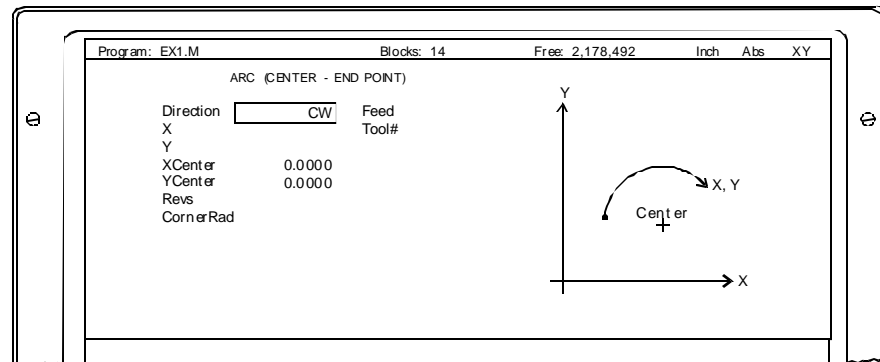 Program: EX1.M Blocks: 14 Free: 2,178,492 Inch Abs XY
ARC (CENTER - END POINT)
Direction CW Feed
X Tool#
Y
XCenter 0.0000
YCenter 0.0000
Revs
CornerRad
Y
X, Y
Center
X